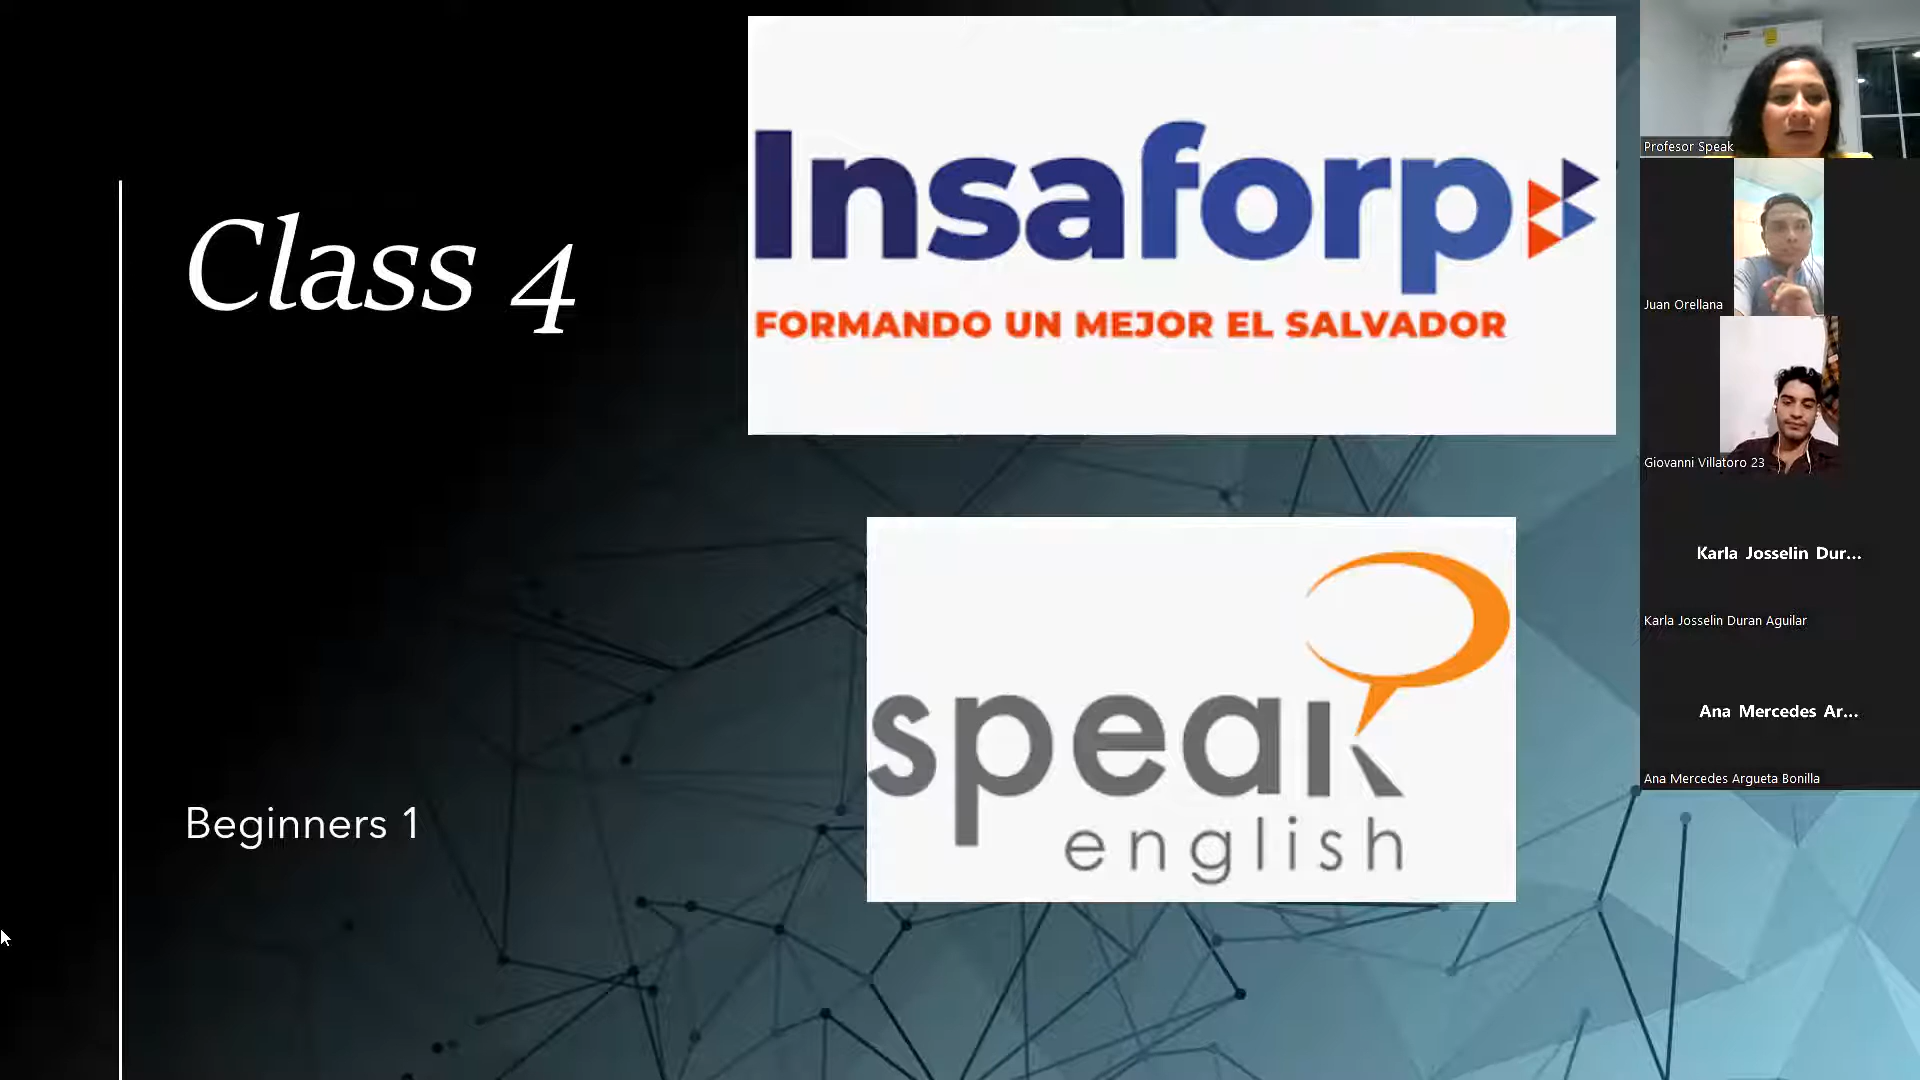 Class 4
Beginners 1
Insaforp
FORMANDO UN MEJOR EL SALVADOR
speak
english
Profesor Speak
Juan Orellana
Giovanni Villatoro 23
Karla Josselin Dur...
Karla Josselin Duran Aguilar
Ana Mercedes Ar...
Ana Mercedes Argueta Bonilla